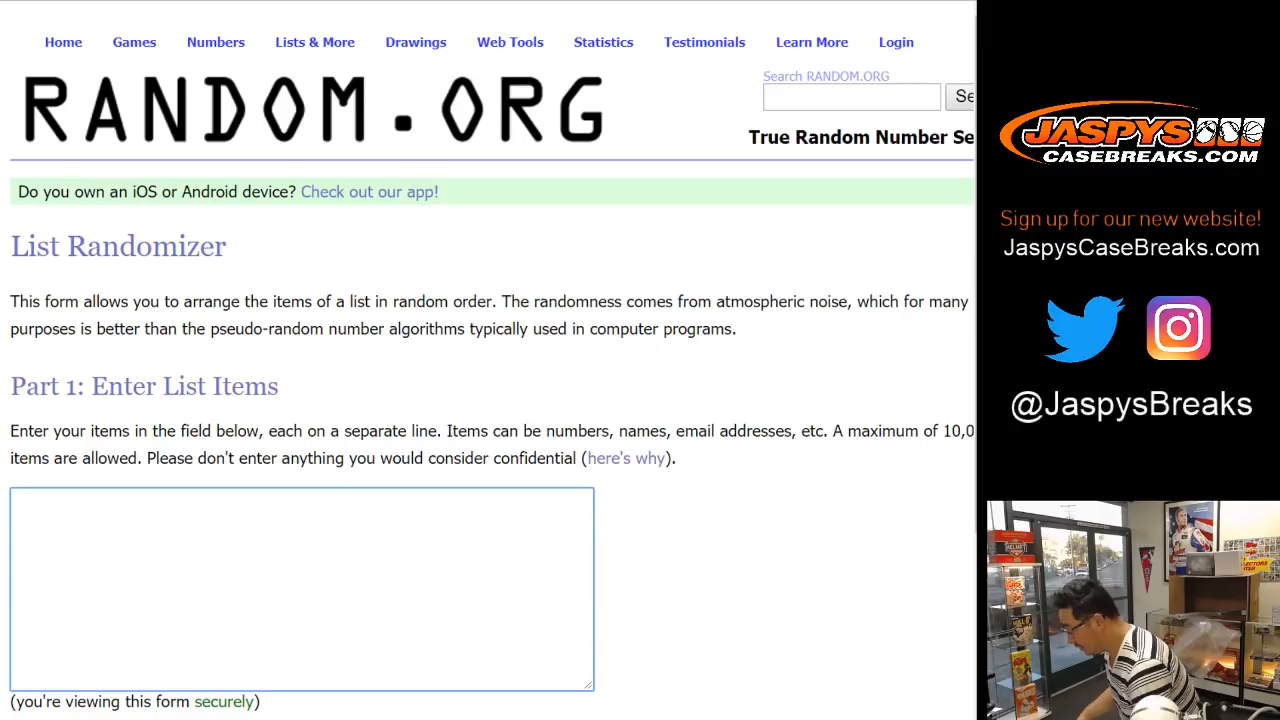 Home Games Numbers Lists & More Drawings Web Tools Statistics Testimonials Learn More Login
RANDOM.ORG
Search RANDOM.ORG
Se
True Random Number Se
Do you own an iOS or Android device? Check out our app!
List Randomizer
This form allows you to arrange the items of a list in random order. The randomness comes from atmospheric noise, which for many
purposes is better than the pseudo-random number algorithms typically used in computer programs.
Part 1: Enter List Items
Enter your items in the field below, each on a separate line. Items can be numbers, names, email addresses, etc. A maximum of 10,0
items are allowed. Please don't enter anything you would consider confidential (here's why).
(you're viewing this form securely)
JASPYS
CASEBREAKS.COM
Sign up for our new website!
JaspysCaseBreaks.com
@JaspysBreaks